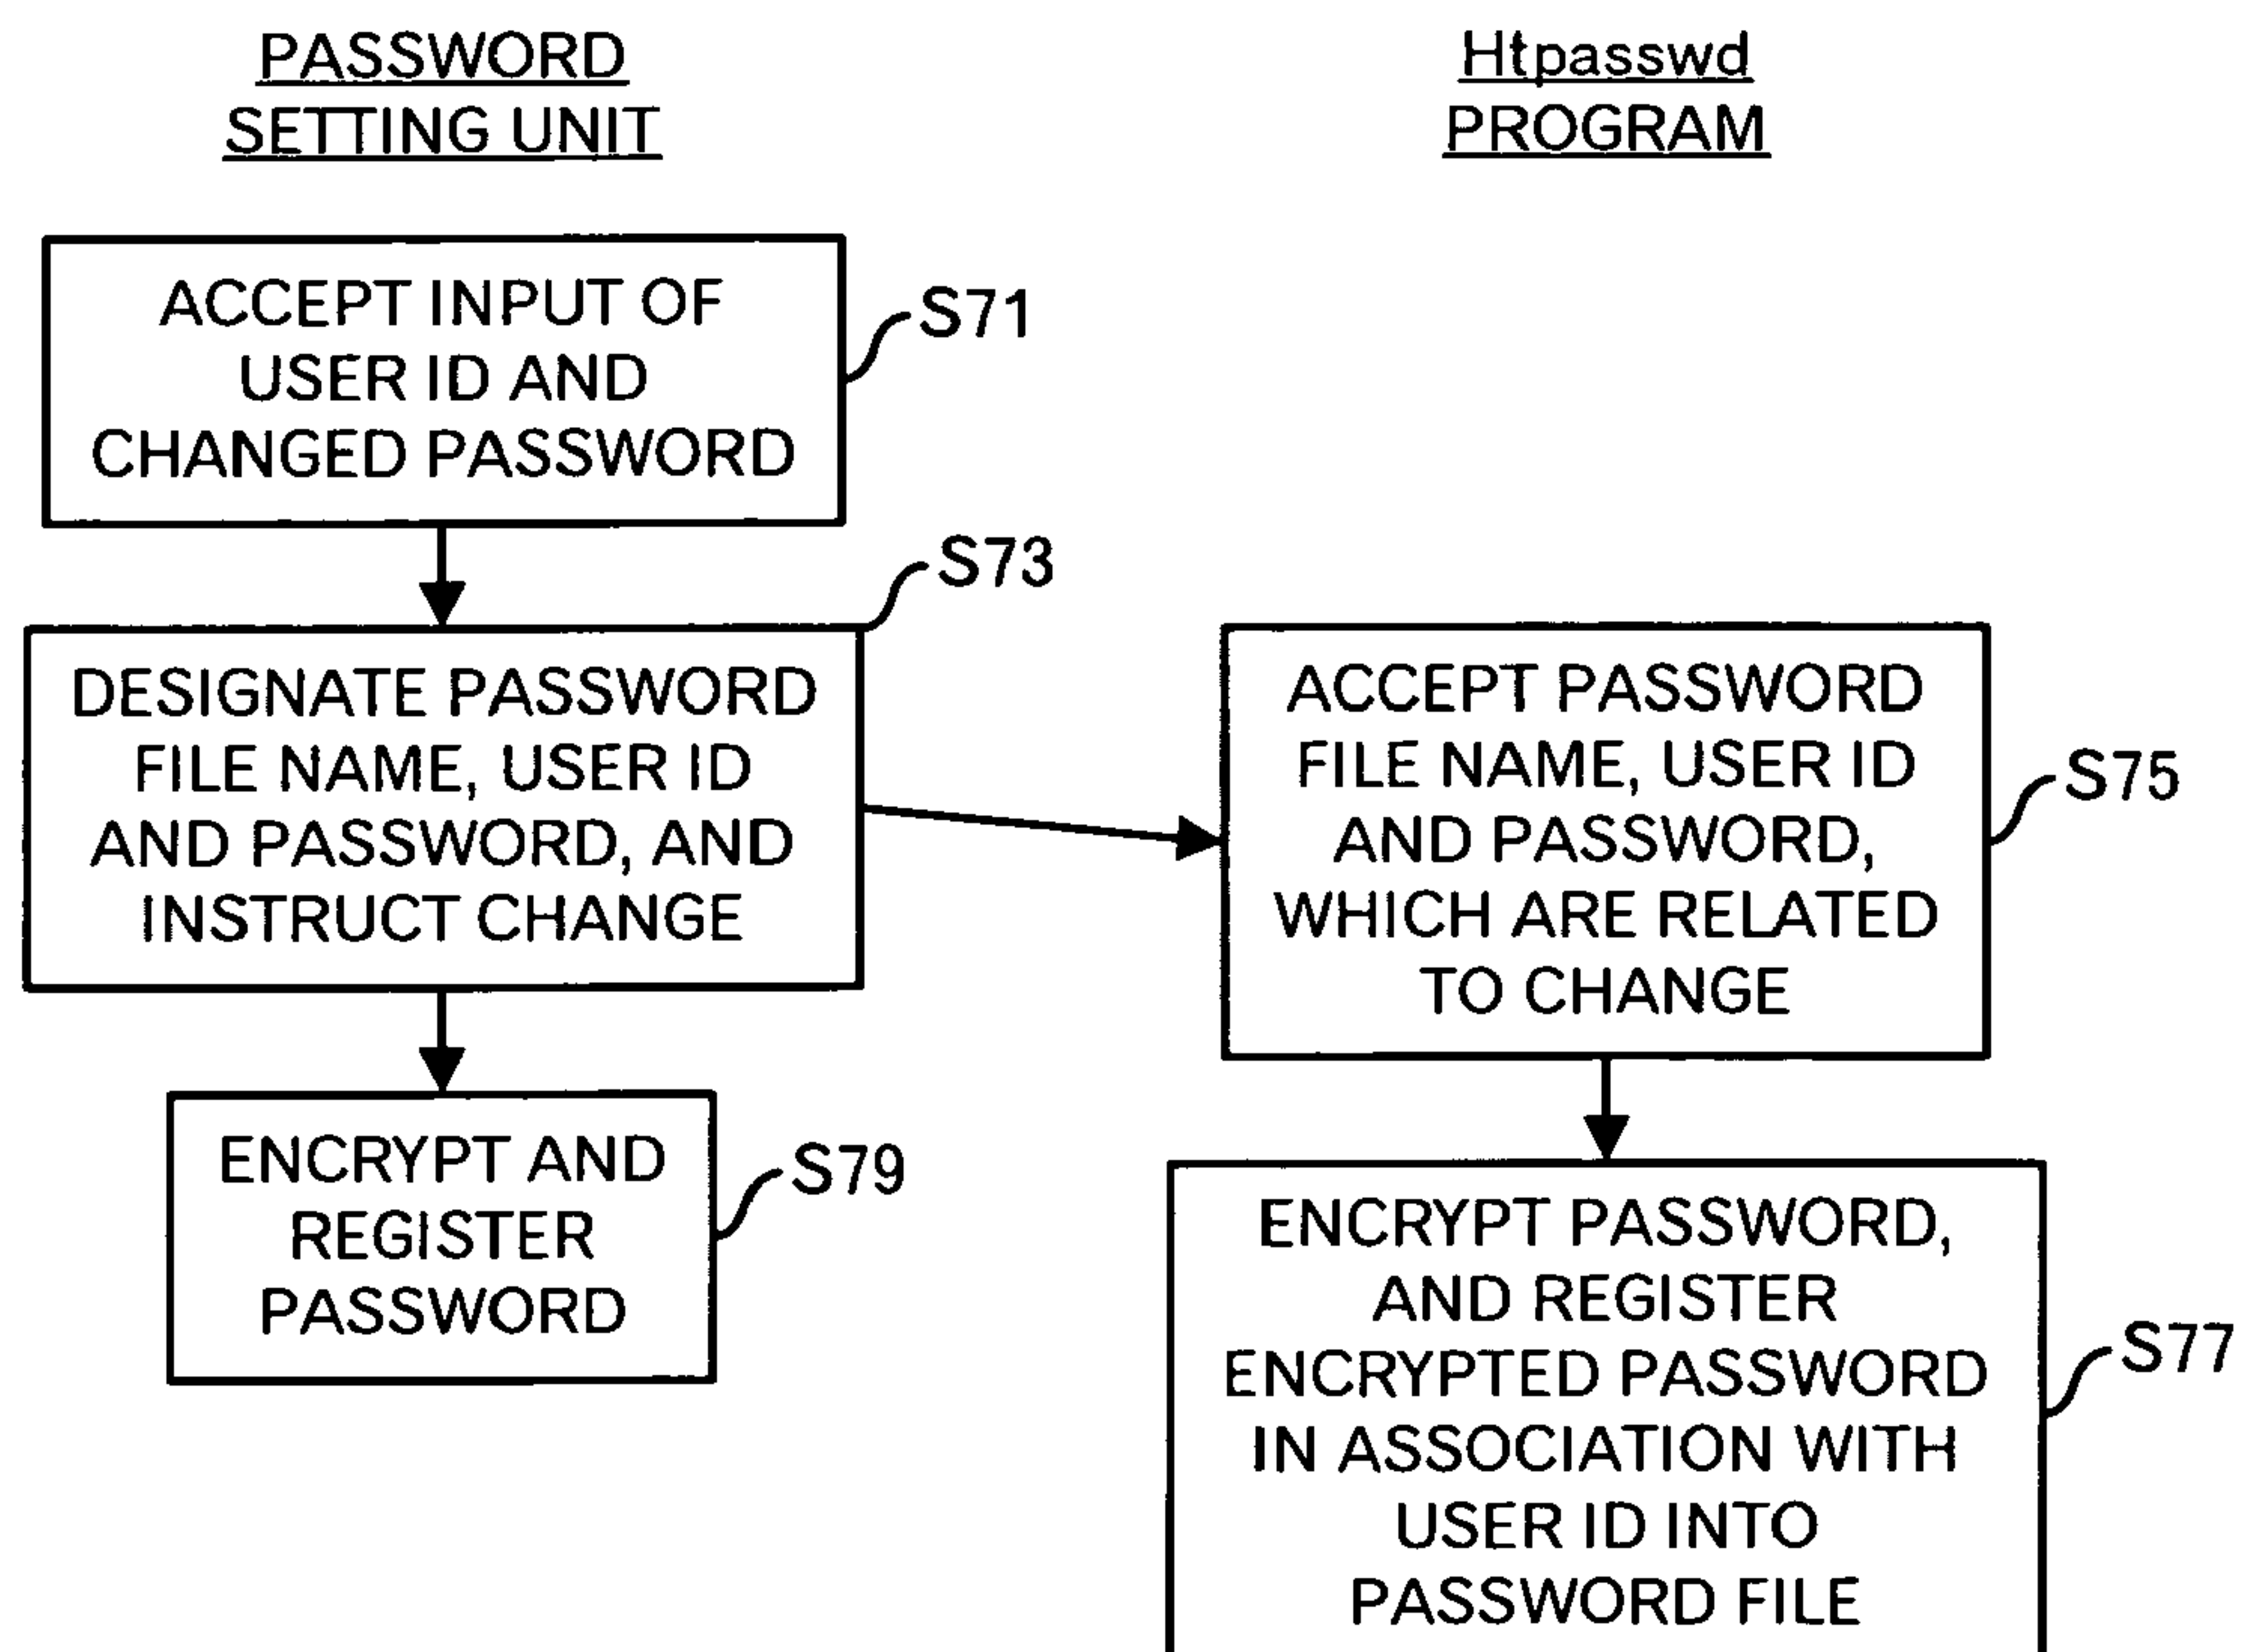 PASSWORD
SETTING UNIT
Htpasswd
PROGRAM
ACCEPT INPUT OF
USER ID AND
CHANGED PASSWORD
S71
DESIGNATE PASSWORD
FILE NAME, USER ID
AND PASSWORD, AND
INSTRUCT CHANGE
S73
ACCEPT PASSWORD
FILE NAME, USER ID
AND PASSWORD,
WHICH ARE RELATED
TO CHANGE
S75
ENCRYPT AND
REGISTER
PASSWORD
S79
ENCRYPT PASSWORD,
AND REGISTER
ENCRYPTED PASSWORD
IN ASSOCIATION WITH
USER ID INTO
PASSWORD FILE
S77